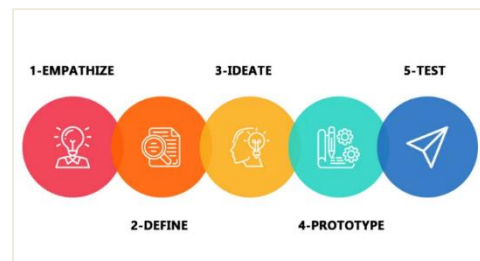 1-EMPATHIZE
2-DEFINE
3-IDEATE
4-PROTOTYPE
5-TEST